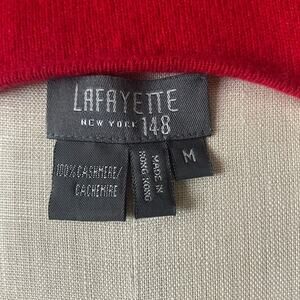 LAFAYETTE
NEW YORK 148
100% CASHMERE/
CACHEMIRE
MADE IN
HONG KONG
M